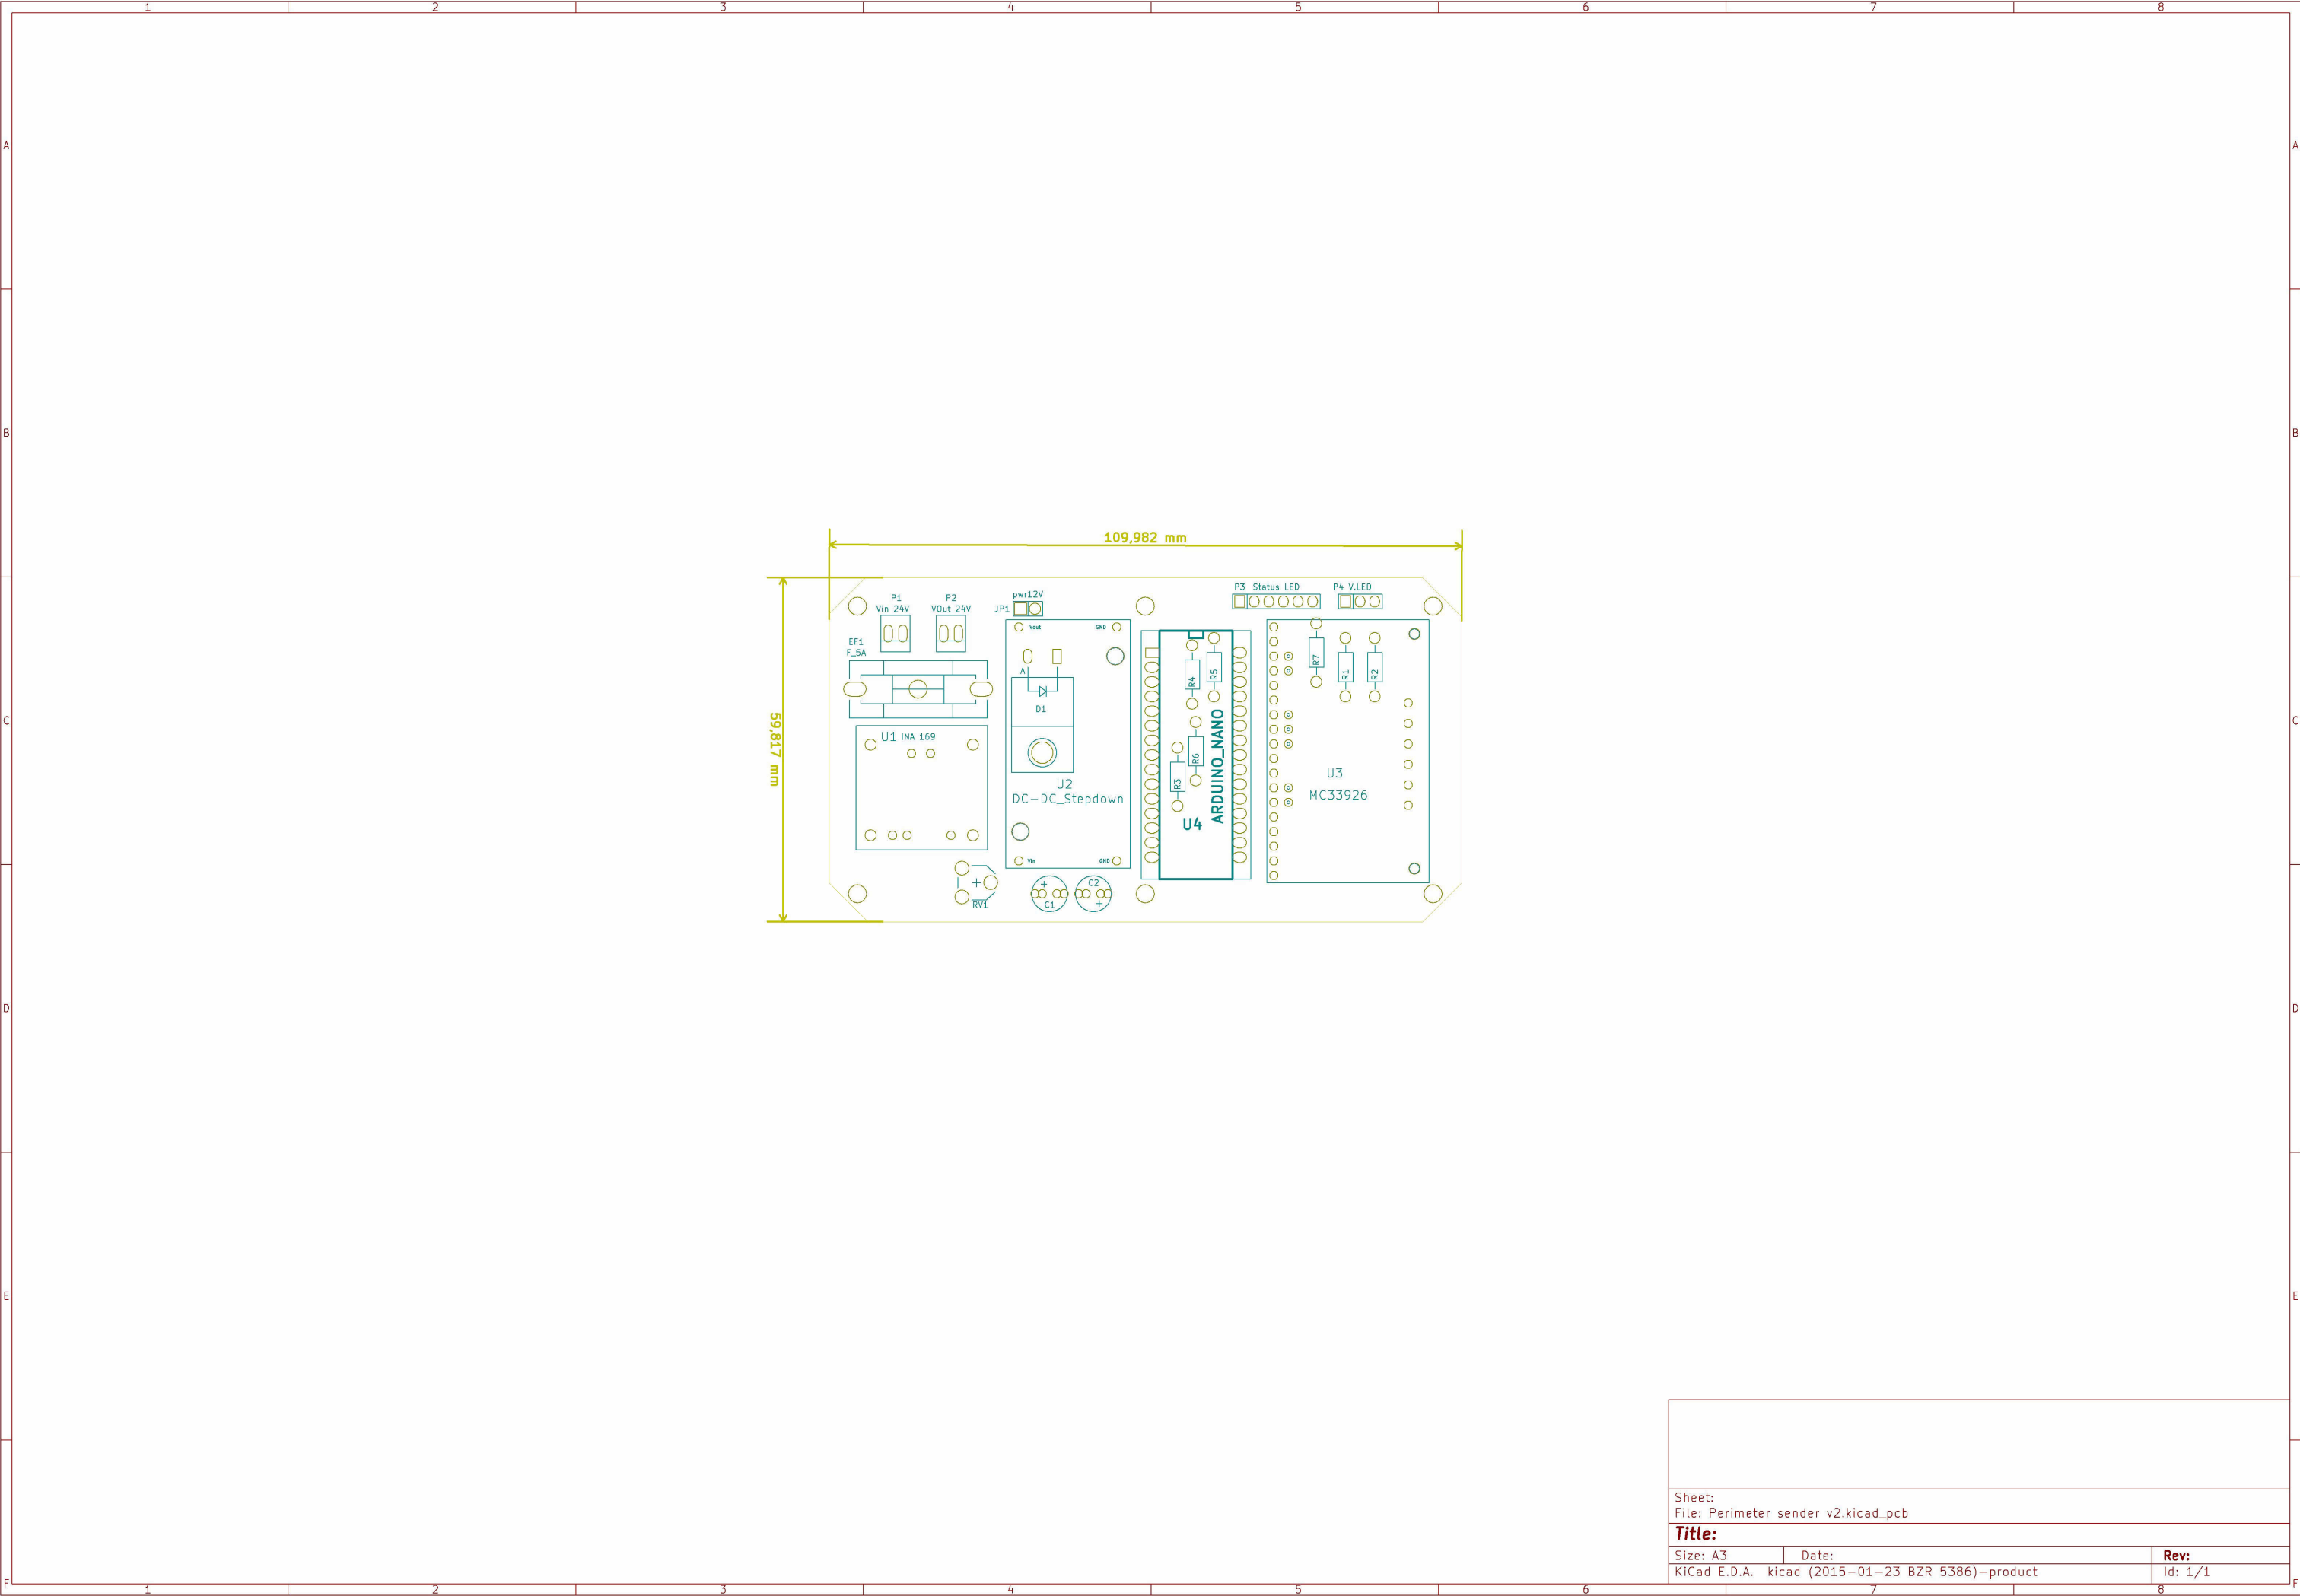 1 2 3 4 5 6 7 8
A A
B B
109,982 mm
59,817 mm
P3 Status LED
P4 V.LED
pwr12V
JP1
P1
Vin 24V
P2
VOut 24V
Vout GND
EF1
F_5A
A
D1
R4
R5
R7
R1
R2
C C
U1 INA 169
R6
R3
ARDUINO_NANO
U4
U2
DC-DC_Stepdown
U3
MC33926
Vin GND
RV1
+
C1
C2
+
D D
E E
Sheet:
File: Perimeter sender v2.kicad_pcb
Title:
Size: A3 Date: Rev:
KiCad E.D.A. kicad (2015-01-23 BZR 5386)-product Id: 1/1
F F
1 2 3 4 5 6 7 8